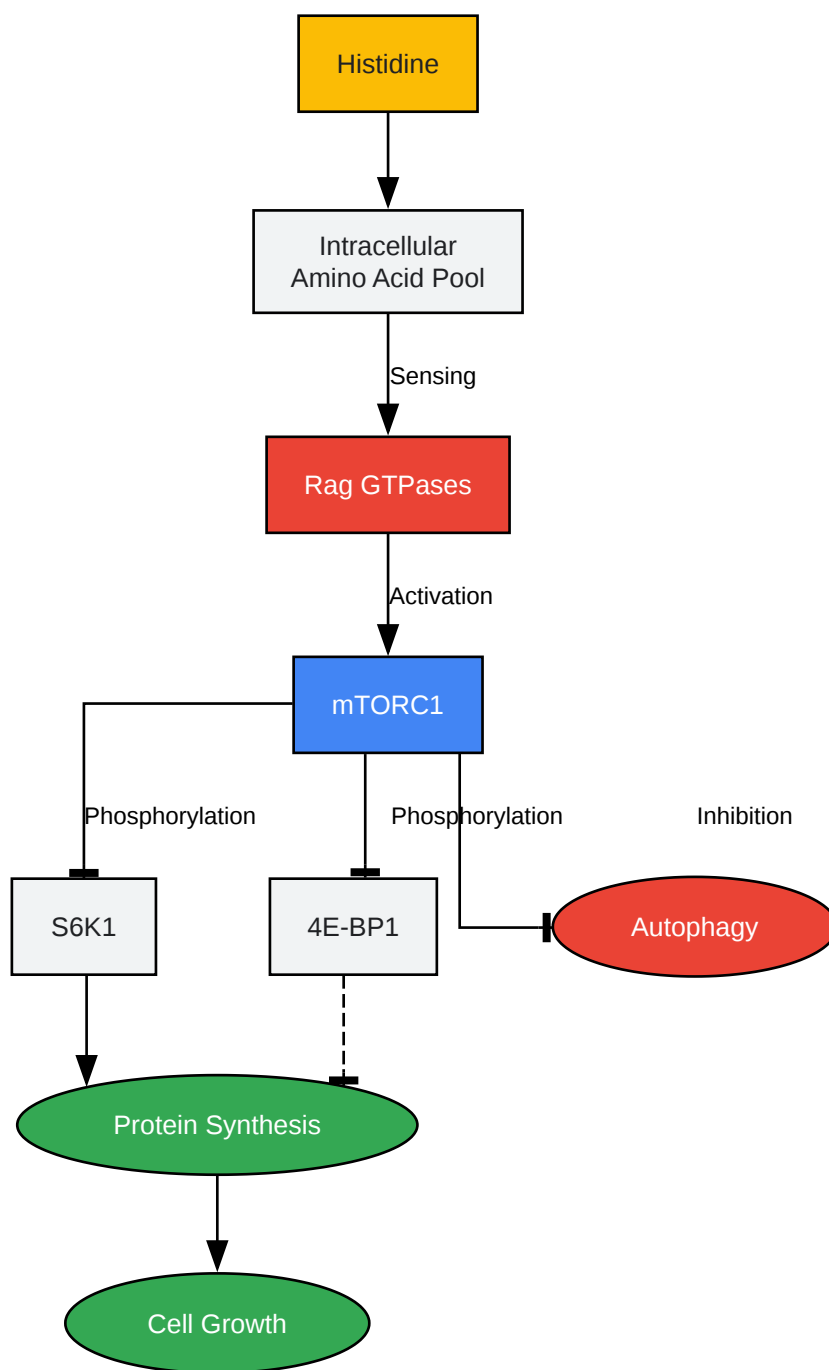 Histidine
Intracellular
Amino Acid Pool
Sensing
Rag GTPases
Activation
mTORC1
Phosphorylation
Phosphorylation
Inhibition
S6K1
4E-BP1
Autophagy
Protein Synthesis
Cell Growth